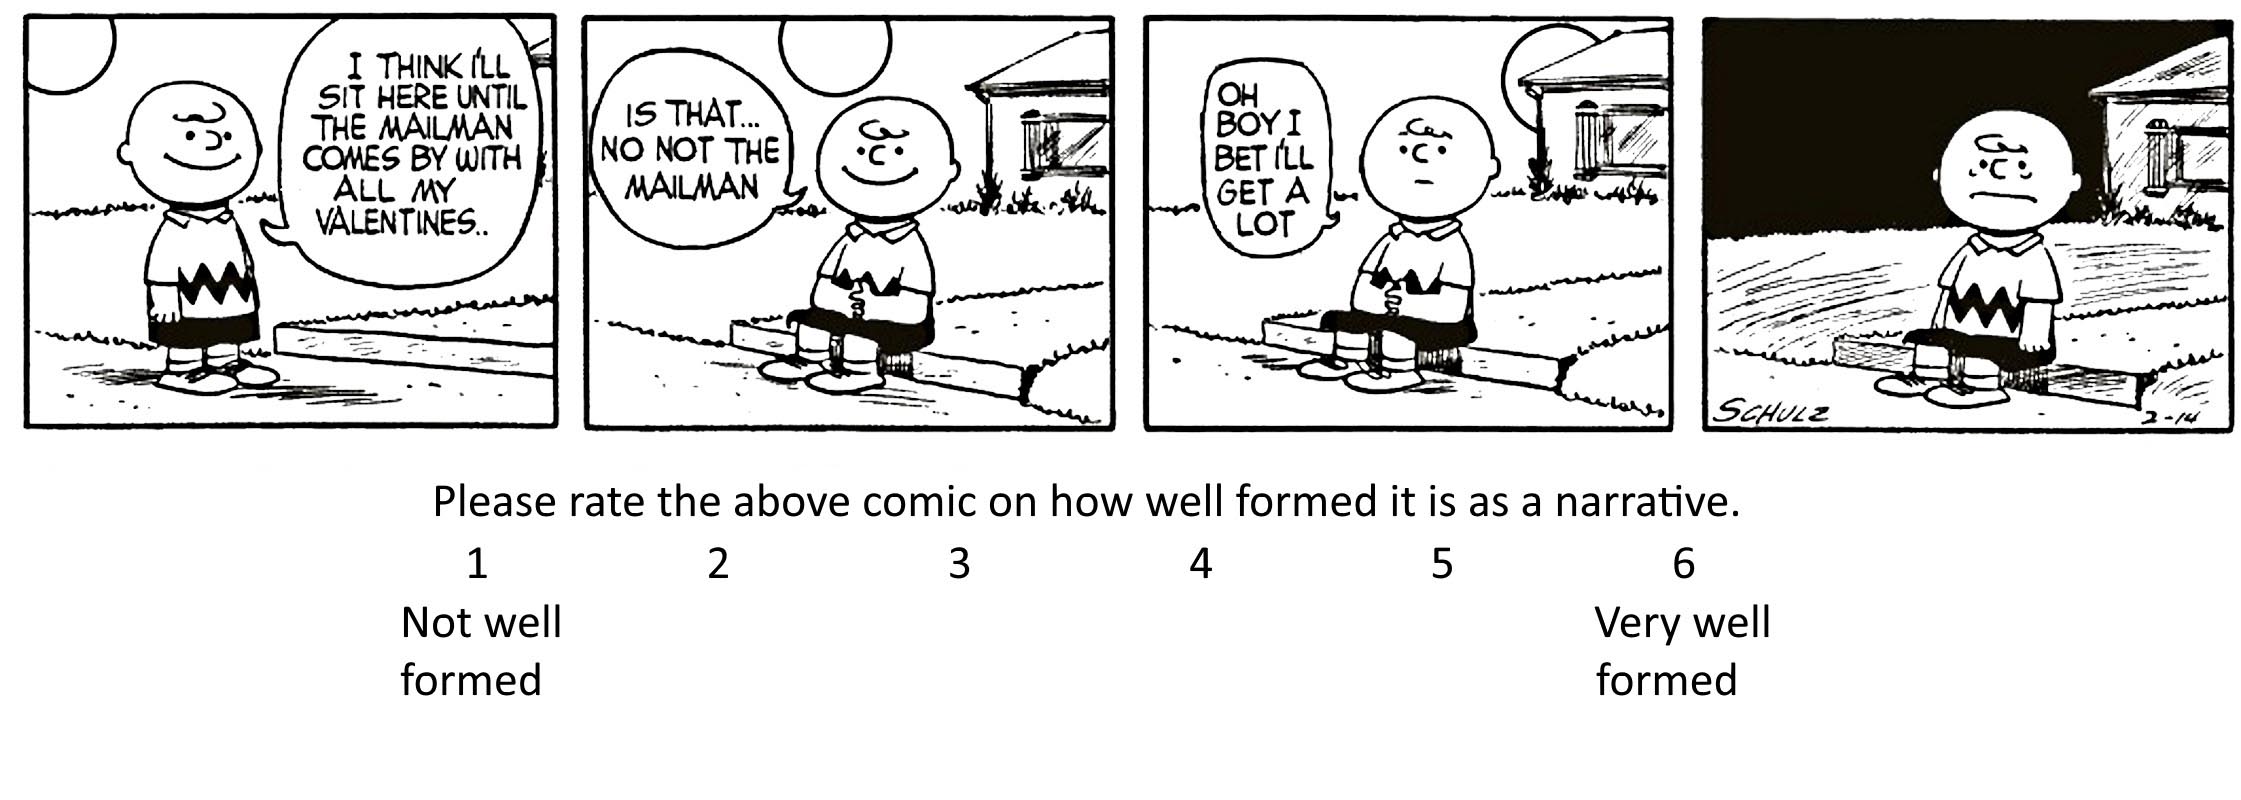 I THINK I'LL
SIT HERE UNTIL
THE MAILMAN
COMES BY WITH
ALL MY
VALENTINES..
IS THAT...
NO NOT THE
MAILMAN
OH
BOY I
BET I'LL
GET A
LOT
SCHULZ
2-14
Please rate the above comic on how well formed it is as a narrative.
1 2 3 4 5 6
Not well
formed
Very well
formed